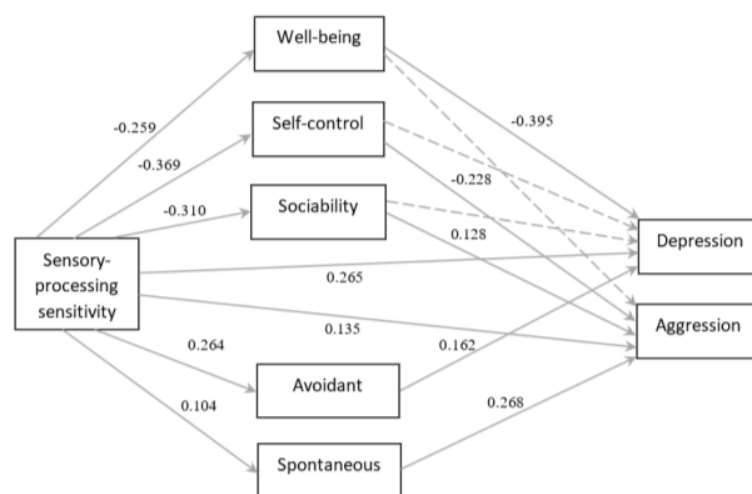 Well-being
-0.259
-0.395
Self-control
-0.369
-0.228
Sociability
-0.310
0.128
Sensory-
processing
sensitivity
Depression
0.265
Aggression
0.135
0.264
0.162
Avoidant
0.104
0.268
Spontaneous